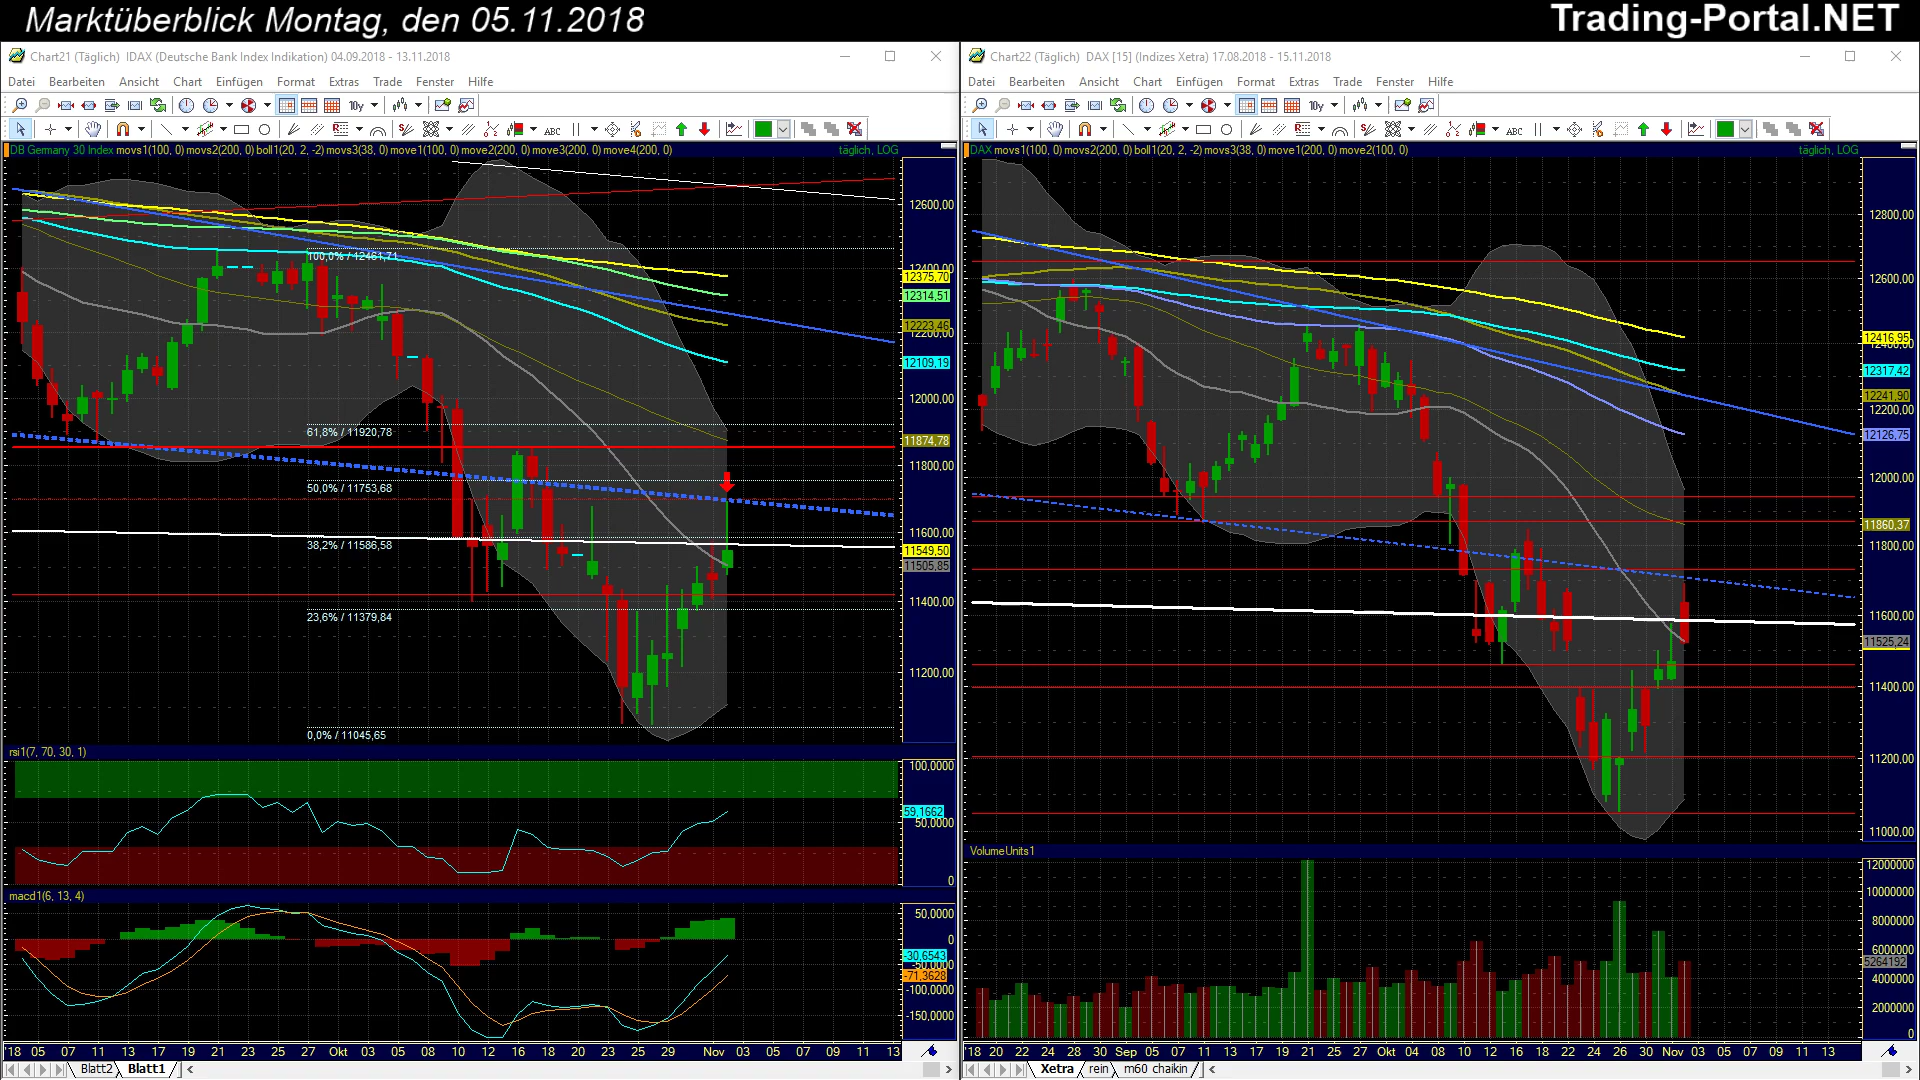 Marktüberblick Montag, den 05.11.2018
Trading-Portal.NET
Chart21 (Täglich) IDAX (Deutsche Bank Index Indikation) 04.09.2018 - 13.11.2018
Datei Bearbeiten Ansicht Chart Einfügen Format Extras Trade Fenster Hilfe
10y
ABC
DB Germany 30 Index movs1(100, 0) movs2(200, 0) boll1(20, 2, -2) movs3(38, 0) move1(100, 0) move2(200, 0) move3(200, 0) move4(200, 0)
täglich, LOG
12600,00
12400,00
12375,70
12314,51
12223,46
12200,00
12109,19
12000,00
11874,78
11800,00
11600,00
11549,50
11505,85
11400,00
11200,00
100,0% / 12461,71
61,8% / 11920,78
50,0% / 11753,68
38,2% / 11586,58
23,6% / 11379,84
0,0% / 11045,65
rsi1(7, 70, 30, 1)
100,0000
59,1662
50,0000
0
macd1(6, 13, 4)
50,0000
0
-30,6543
-50,0000
-71,3628
-100,0000
-150,0000
'18 05 07 11 13 17 19 21 23 25 27 Okt 03 05 08 10 12 16 18 20 23 25 29 Nov 03 05 07 09 11 13
Blatt2 Blatt1
Chart22 (Täglich) DAX [15] (Indizes Xetra) 17.08.2018 - 15.11.2018
Datei Bearbeiten Ansicht Chart Einfügen Format Extras Trade Fenster Hilfe
10y
ABC
DAX movs1(100, 0) movs2(200, 0) boll1(20, 2, -2) movs3(38, 0) move1(200, 0) move2(100, 0)
täglich, LOG
12800,00
12600,00
12416,95
12400,00
12317,42
12241,90
12200,00
12126,75
12000,00
11860,37
11800,00
11600,00
11525,24
11400,00
11200,00
11000,00
VolumeUnits1
12000000
10000000
8000000
6000000
5264192
4000000
2000000
0
'18 20 22 24 28 30 Sep 05 07 11 13 17 19 21 25 27 Okt 04 08 10 12 16 18 22 24 26 30 Nov 03 05 07 09 11 13
Xetra rein m60 chaikin